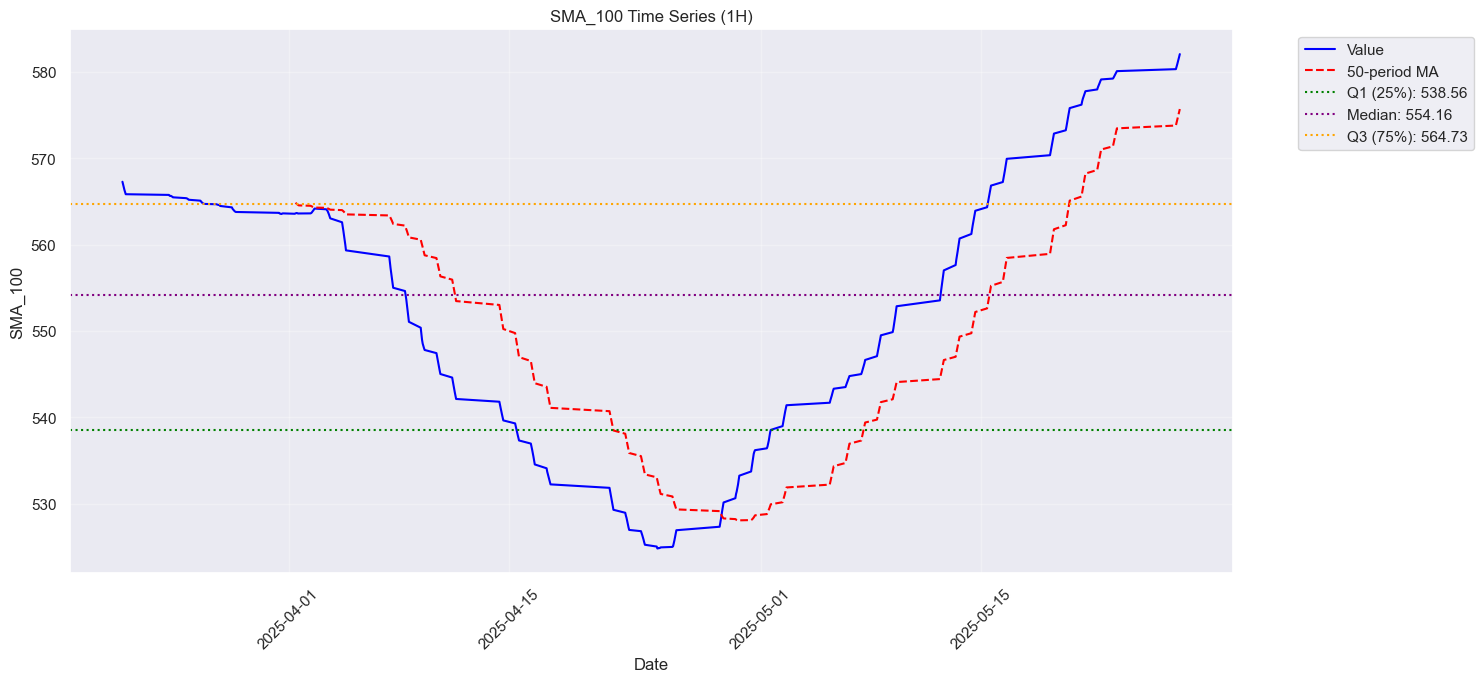 SMA_100 Time Series (1H)
Value
50-period MA
Q1 (25%): 538.56
Median: 554.16
Q3 (75%): 564.73
SMA_100
580
570
560
550
540
530
2025-04-01
2025-04-15
2025-05-01
2025-05-15
Date